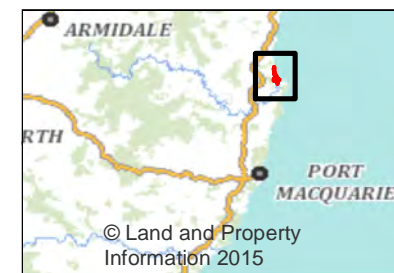 ARMIDALE
RTH
PORT
MACQUARIE
© Land and Property
Information 2015